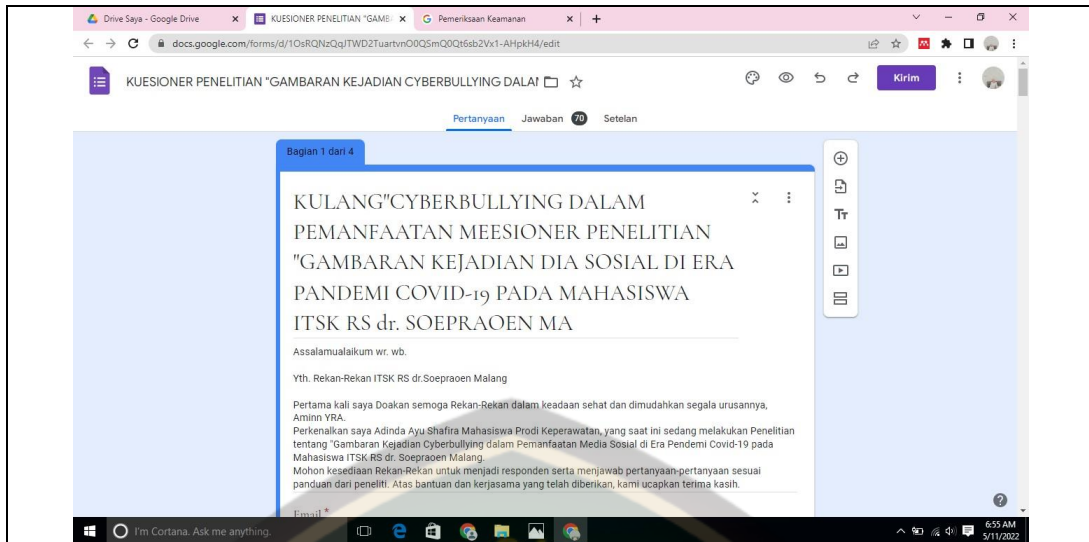 Drive Saya - Google Drive
KUESIONER PENELITIAN "GAMB
Pemeriksaan Keamanan
docs.google.com/forms/d/1OsRQNzQqJTWD2TuartvnO0QSmQ0Qt6sb2Vx1-AHpkH4/edit
KUESIONER PENELITIAN "GAMBARAN KEJADIAN CYBERBULLYING DALAM
Kirim
Pertanyaan Jawaban 70 Setelan
Bagian 1 dari 4
KULANG"CYBERBULLYING DALAM
PEMANFAATAN MEESIONER PENELITIAN
"GAMBARAN KEJADIAN DIA SOSIAL DI ERA
PANDEMI COVID-19 PADA MAHASISWA
ITSK RS dr. SOEPRAOEN MA
Assalamualaikum wr. wb.
Yth. Rekan-Rekan ITSK RS dr.Soepraoen Malang
Pertama kali saya Doakan semoga Rekan-Rekan dalam keadaan sehat dan dimudahkan segala urusannya,
Aminn YRA.
Perkenalkan saya Adinda Ayu Shafira Mahasiswa Prodi Keperawatan, yang saat ini sedang melakukan Penelitian
tentang "Gambaran Kejadian Cyberbullying dalam Pemanfaatan Media Sosial di Era Pendemi Covid-19 pada
Mahasiswa ITSK RS dr. Soepraoen Malang.
Mohon kesediaan Rekan-Rekan untuk menjadi responden serta menjawab pertanyaan-pertanyaan sesuai
panduan dari peneliti. Atas bantuan dan kerjasama yang telah diberikan, kami ucapkan terima kasih.
Email *
I'm Cortana. Ask me anything.
6:55 AM
5/11/2022